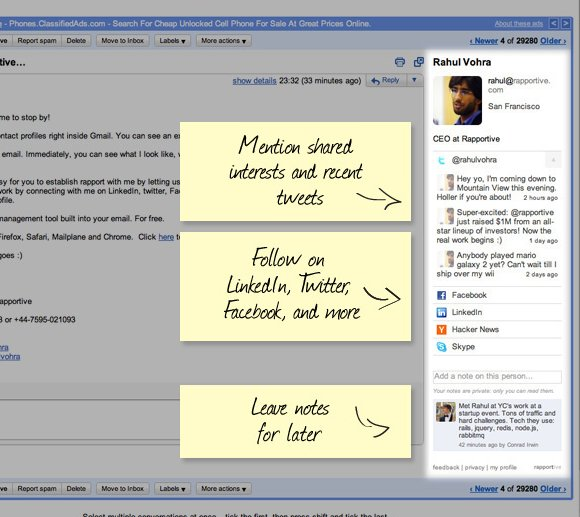 - Phones.ClassifiedAds.com - Search For Cheap Unlocked Cell Phone For Sale At Great Prices Online. About these ads < >
Report spam Delete Move to Inbox Labels ▾ More actions ▾ ‹ Newer 4 of 29280 Older ›
tive…
show details 23:32 (33 minutes ago) Reply
me to stop by!
ontact profiles right inside Gmail. You can see an ex
email. Immediately, you can see what I look like, w
sy for you to establish rapport with me by letting us
work by connecting with me on LinkedIn, twitter, Fa
ofile.
management tool built into your email. For free.
Firefox, Safari, Mailplane and Chrome. Click here to
goes :)
apportive
3 or +44-7595-021093
hra
vohra
Mention shared
interests and recent
tweets
Follow on
LinkedIn, Twitter,
Facebook, and more
Leave notes
for later
Rahul Vohra
rahul@rapportive.
com
San Francisco
CEO at Rapportive
@rahulvohra +
Hey yo, I'm coming down to
Mountain View this evening.
Holler if you're about! 2 hours ago
Super-excited: @rapportive
just raised $1M from an all-
star lineup of investors! Now the
real work begins :) 1 day ago
Anybody played mario
galaxy 2 yet? Can't wait till I
ship over my wii 2 days ago
Facebook
LinkedIn
Hacker News
Skype
Add a note on this person...
Your notes are private: only you can read them.
Met Rahul at YC's work at a
startup event. Tons of traffic and
hard challenges. Tech they use:
rails, jquery, redis, node.js,
rabbitmq
42 minutes ago by Conrad Irwin
feedback | privacy | my profile rapportive
ve Report spam Delete Move to Inbox Labels ▾ More actions ▾ ‹ Newer 4 of 29280 Older ›
Select multiple conversations at once - tick the first, then press shift and tick the last